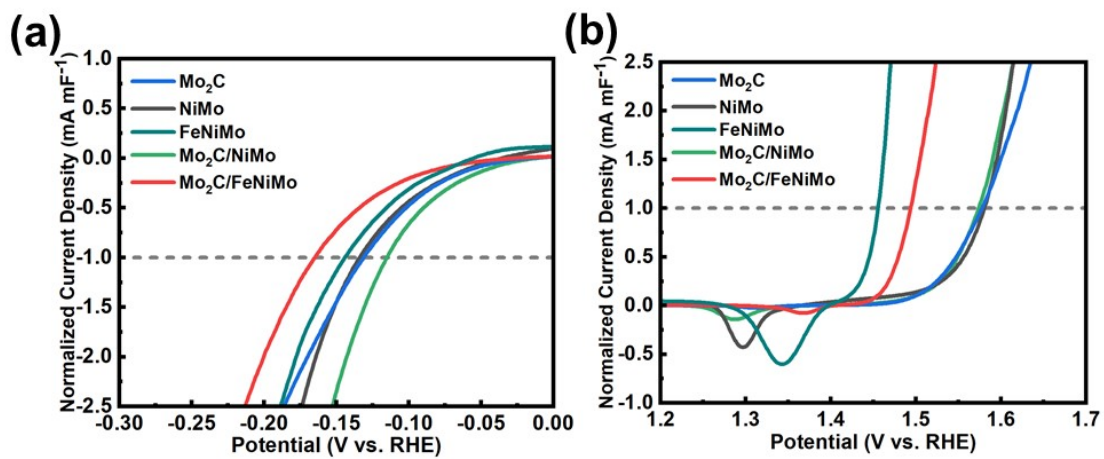 (a)
Normalized Current Density (mA mF⁻¹)
1.0
0.5
0.0
-0.5
-1.0
-1.5
-2.0
-2.5
Mo₂C
NiMo
FeNiMo
Mo₂C/NiMo
Mo₂C/FeNiMo
-0.30 -0.25 -0.20 -0.15 -0.10 -0.05 0.00
Potential (V vs. RHE)
(b)
Normalized Current Density (mA mF⁻¹)
2.5
2.0
1.5
1.0
0.5
0.0
-0.5
-1.0
Mo₂C
NiMo
FeNiMo
Mo₂C/NiMo
Mo₂C/FeNiMo
1.2 1.3 1.4 1.5 1.6 1.7
Potential (V vs. RHE)